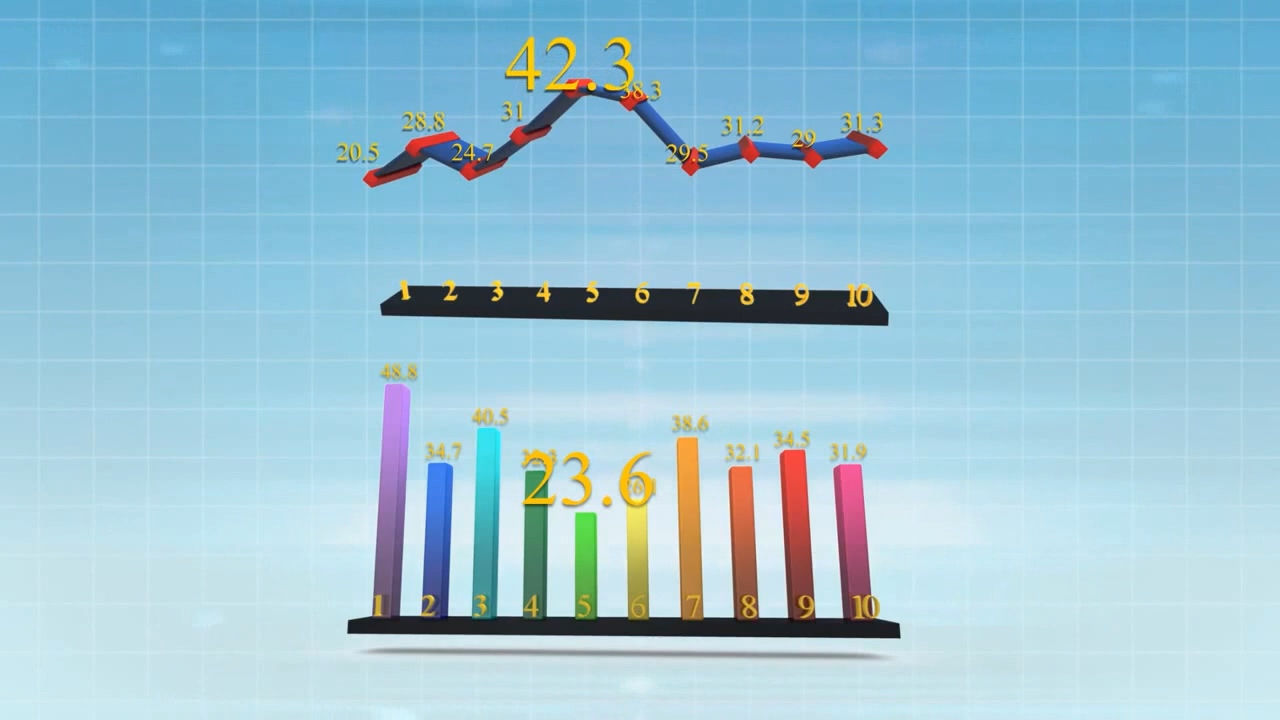 42.3
20.5 28.8 24.7 31 38.3 29.5 31.2 29 31.3
1 2 3 4 5 6 7 8 9 10
48.8 34.7 40.5 38.6 32.1 34.5 31.9
23.6
1 2 3 4 5 6 7 8 9 10